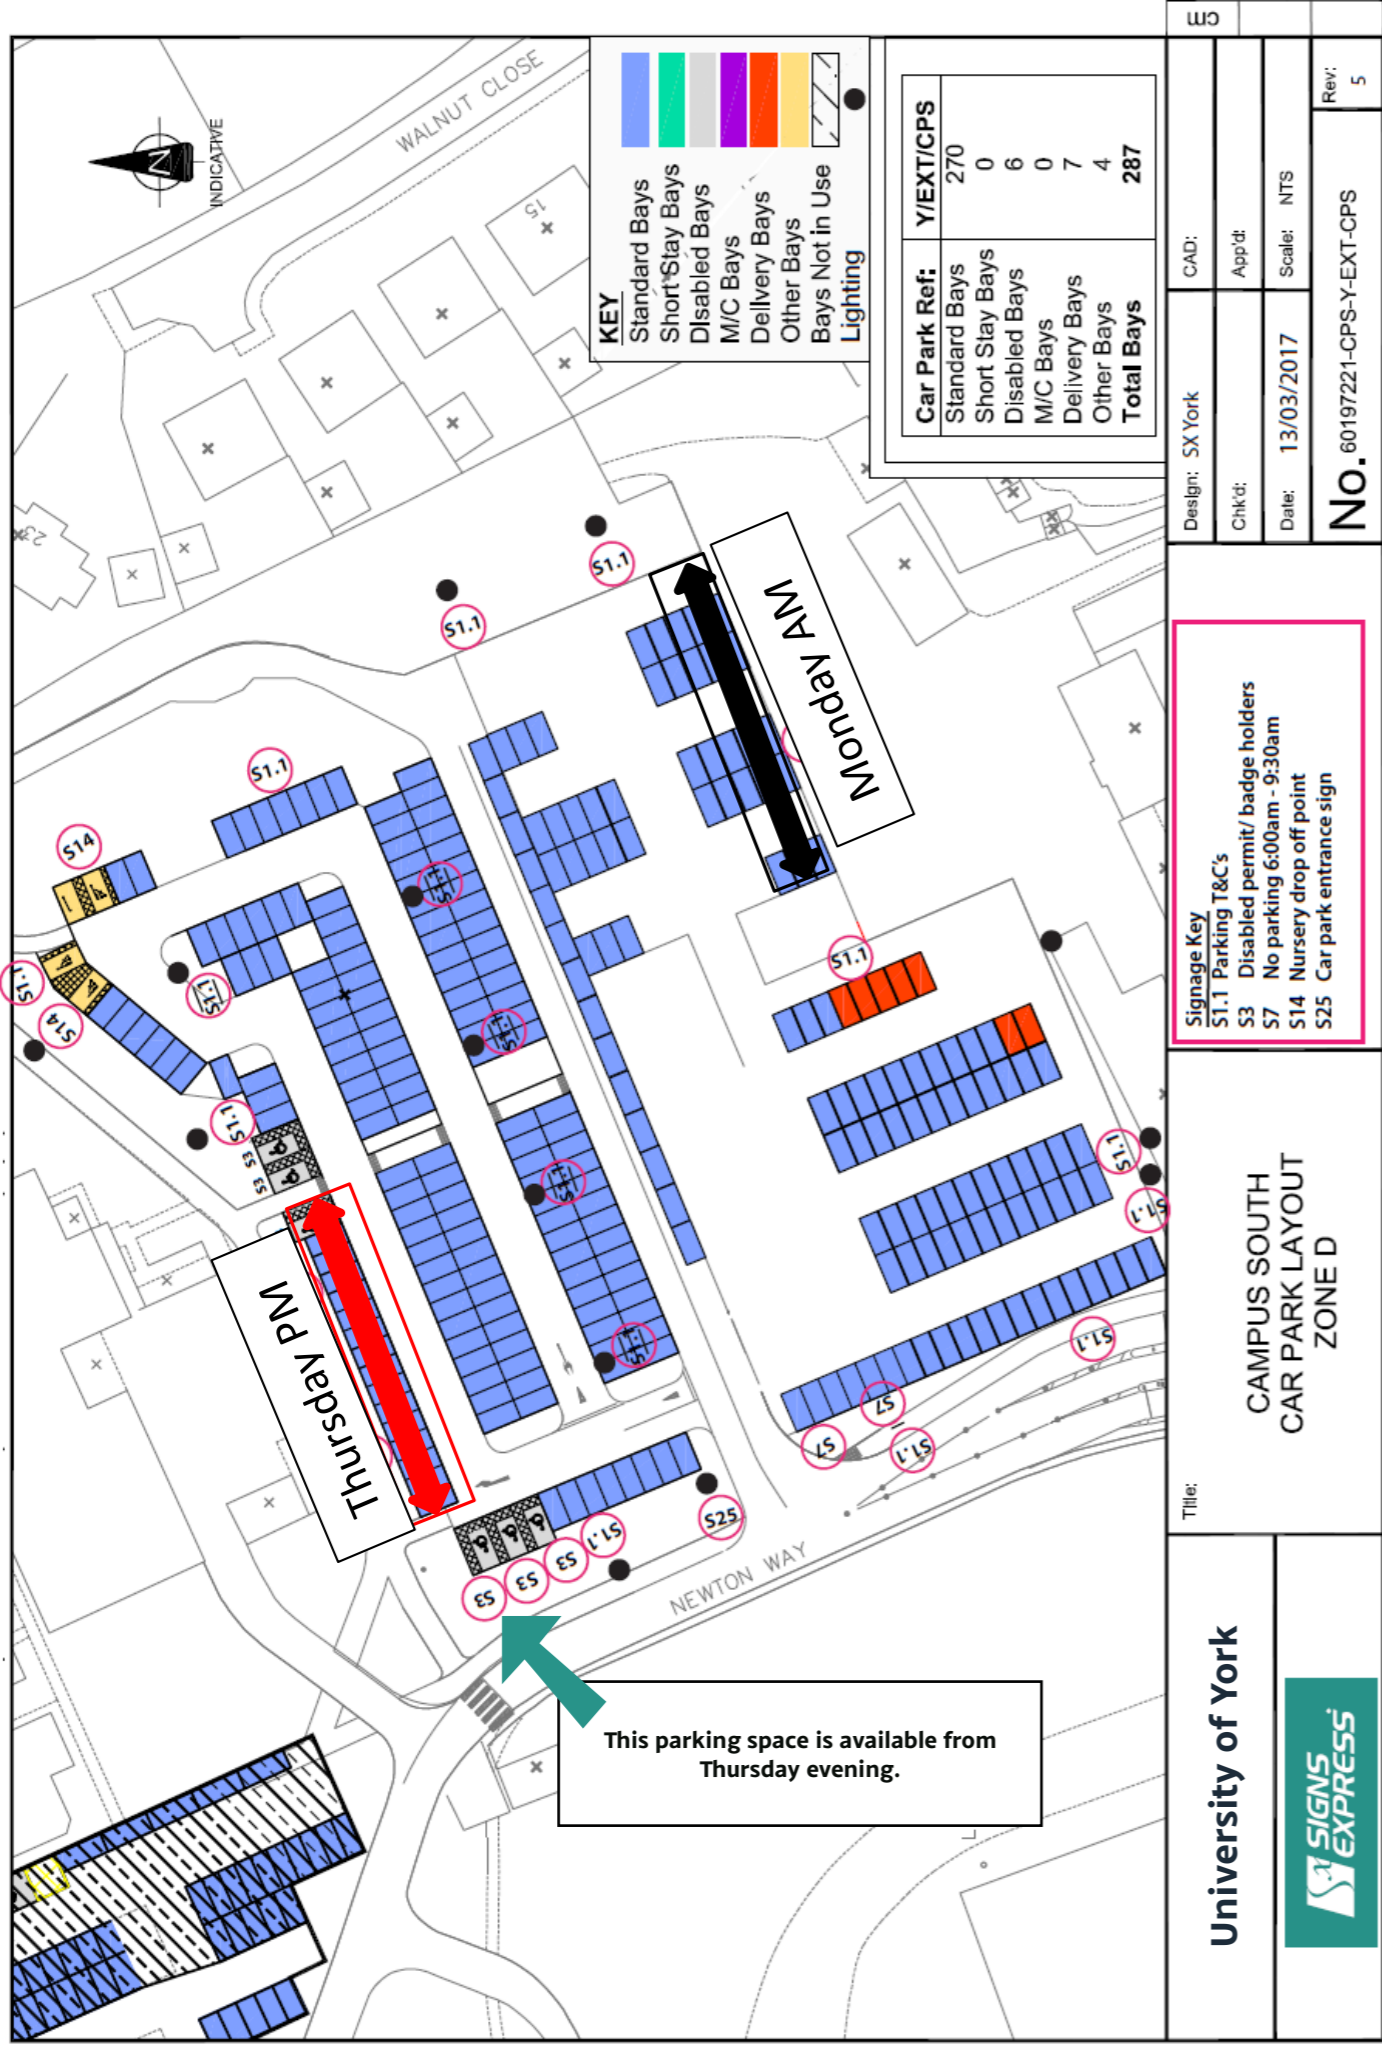 WALNUT CLOSE
N
INDICATIVE
15
23
KEY
Standard Bays
Short Stay Bays
Disabled Bays
M/C Bays
Delivery Bays
Other Bays
Bays Not in Use
Lighting
Car Park Ref: Y/EXT/CPS
Standard Bays 270
Short Stay Bays 0
Disabled Bays 6
M/C Bays 0
Delivery Bays 7
Other Bays 4
Total Bays 287
cm
Design: SX York
CAD:
Chk'd:
App'd:
Date: 13/03/2017
Scale: NTS
No. 60197221-CPS-Y-EXT-CPS
Rev: 5
Signage Key
S1.1 Parking T&C's
S3 Disabled permit/ badge holders
S7 No parking 6:00am - 9:30am
S14 Nursery drop off point
S25 Car park entrance sign
Title:
CAMPUS SOUTH
CAR PARK LAYOUT
ZONE D
University of York
SX SIGNS
EXPRESS
Monday AM
Thursday PM
S1.1
S1.1
S1.1
S14
S1.1
S14
S1.1
S1.1
S3
S3
S1.1
S1.1
S1.1
S1.1
S1.1
S1.1
S1.1
S1.1
S7
S7
S1.1
S25
S1.1
S3
S3
S3
NEWTON WAY
This parking space is available from
Thursday evening.